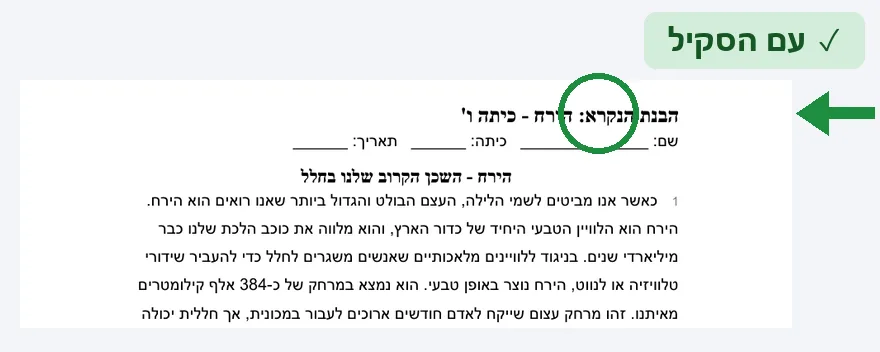 ✓ עם הסקיל
הבנת הנקרא: הירח - כיתה ו'
שם: ________________ כיתה: _______ תאריך: _______
הירח - השכן הקרוב שלנו בחלל
1 כאשר אנו מביטים לשמי הלילה, העצם הבולט והגדול ביותר שאנו רואים הוא הירח.
הירח הוא הלוויין הטבעי היחיד של כדור הארץ, והוא מלווה את כוכב הלכת שלנו כבר
מיליארדי שנים. בניגוד ללוויינים מלאכותיים שאנשים משגרים לחלל כדי להעביר שידורי
טלוויזיה או לנווט, הירח נוצר באופן טבעי. הוא נמצא במרחק של כ-384 אלף קילומטרים
מאיתנו. זהו מרחק עצום שייקח לאדם חודשים ארוכים לעבור במכונית, אך חללית יכולה